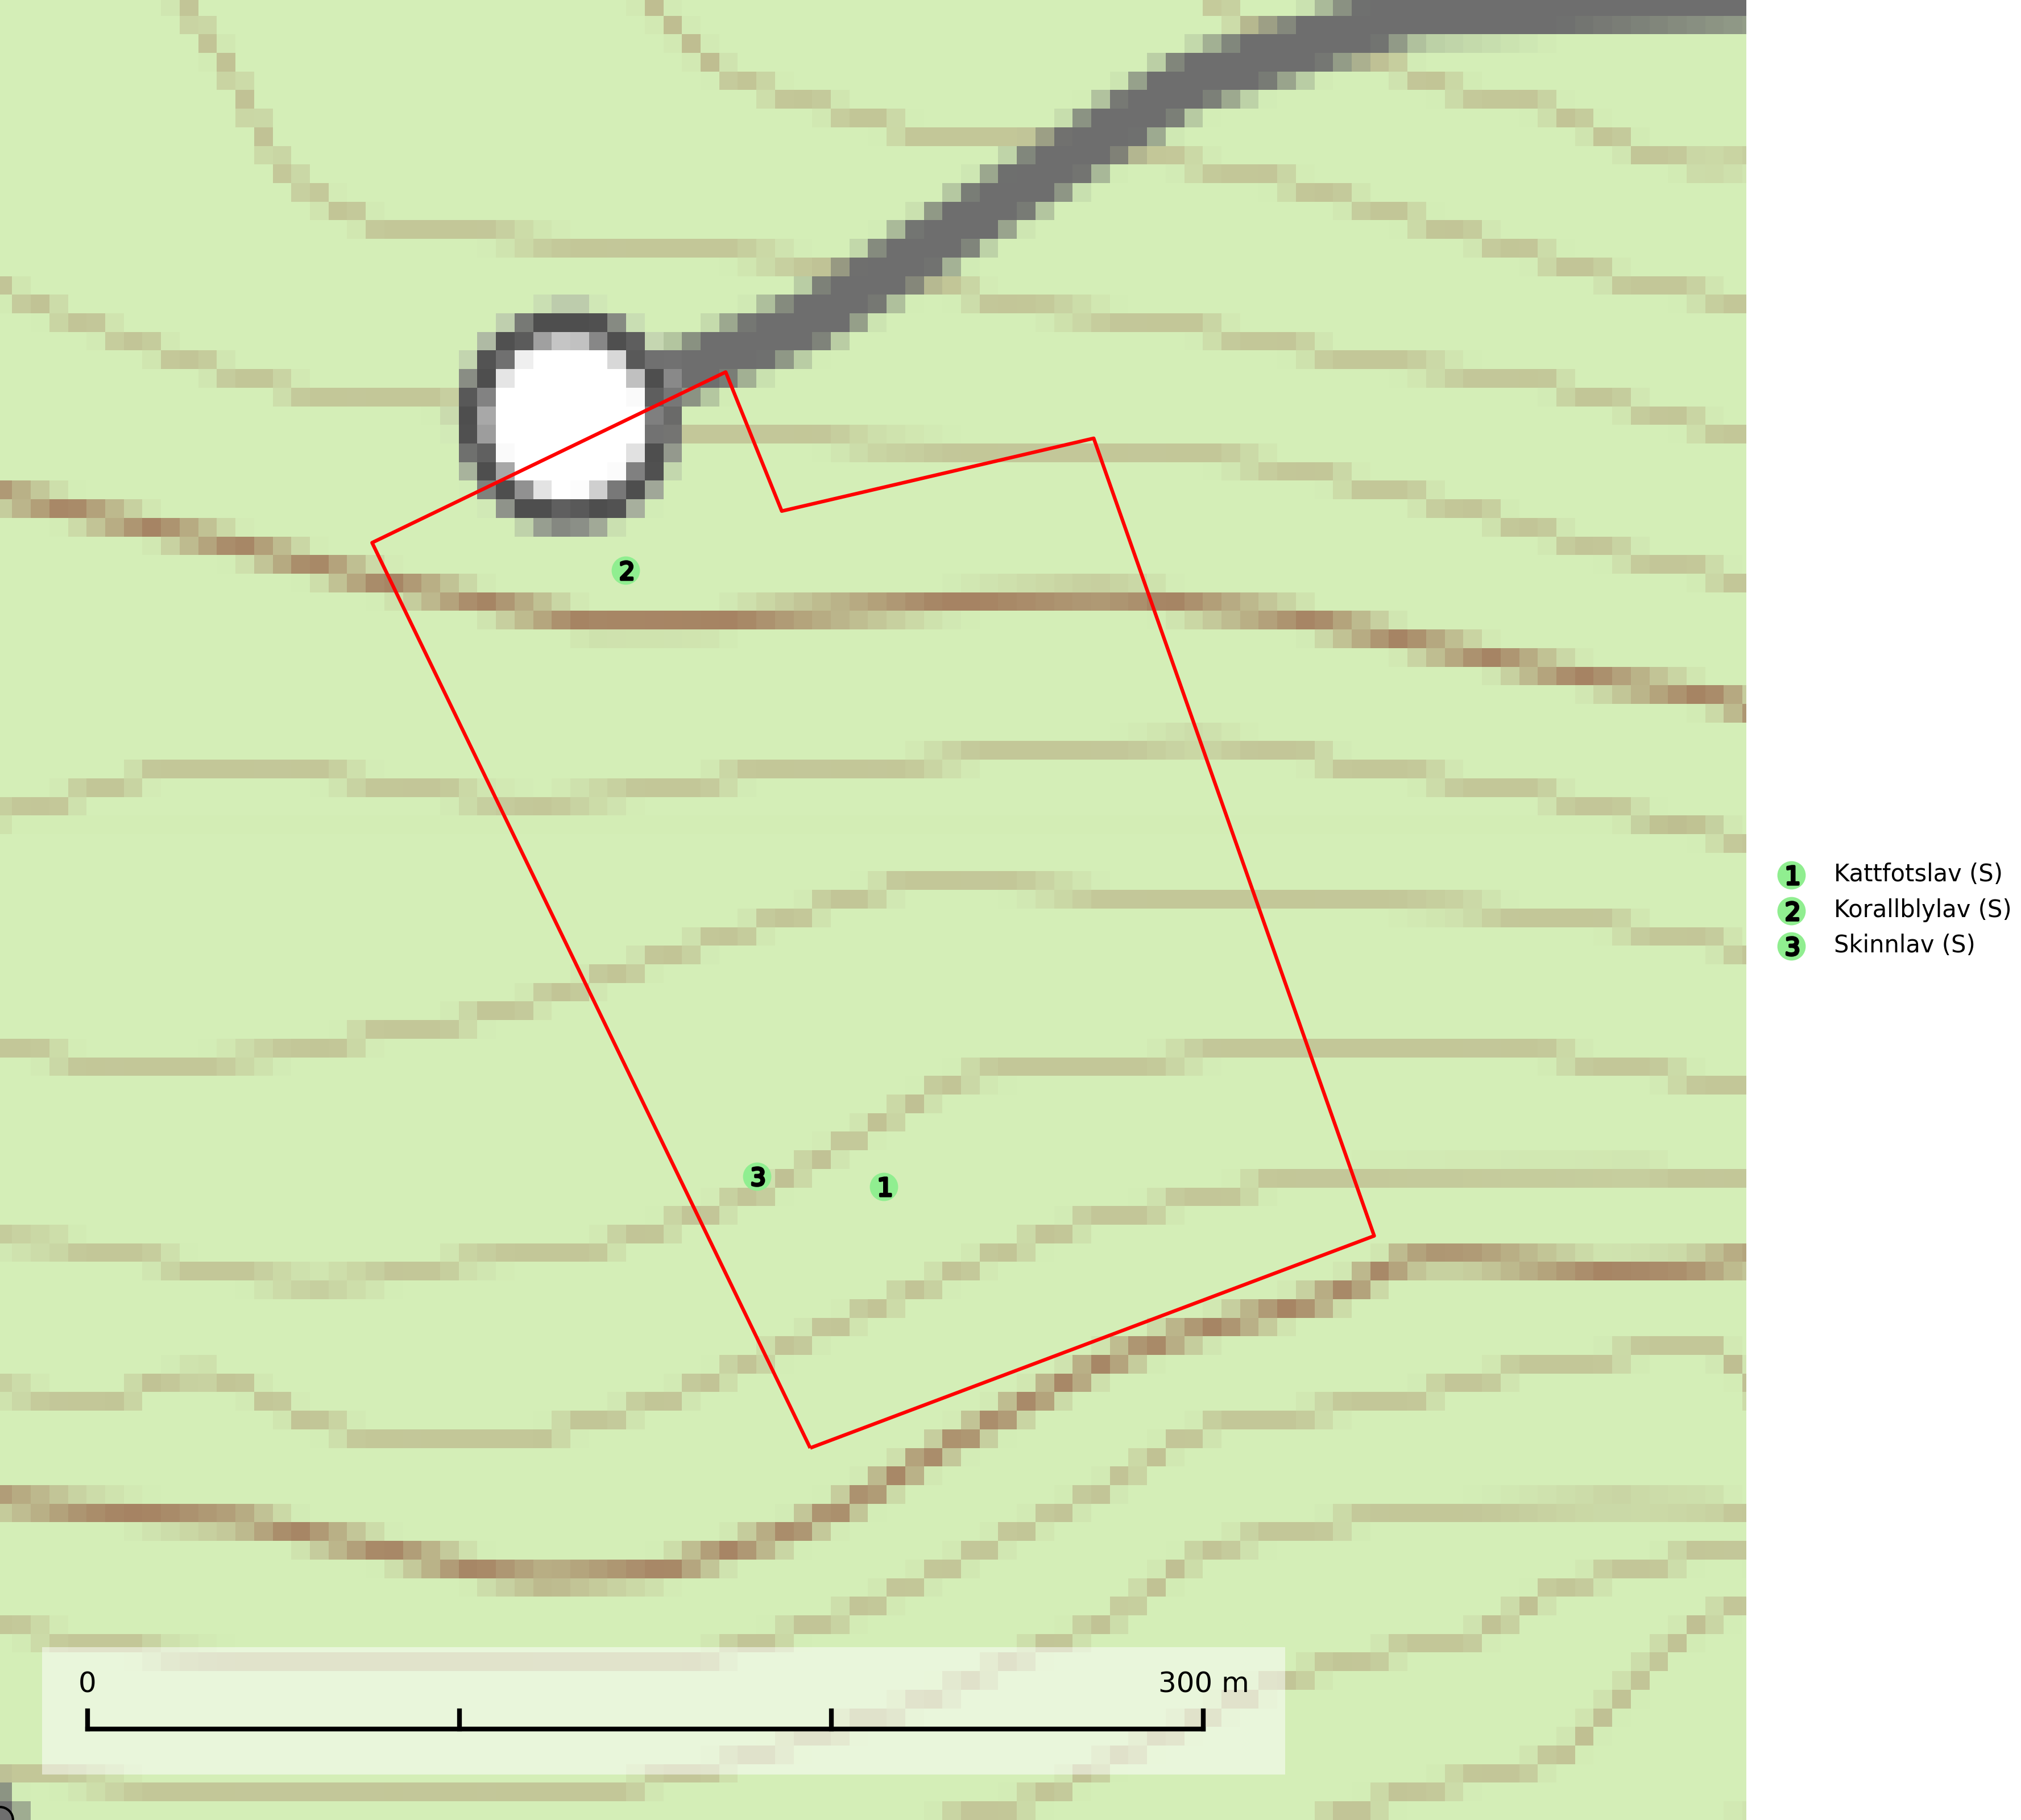 2
3
1
1 Kattfotslav (S)
2 Korallblylav (S)
3 Skinnlav (S)
0 300 m